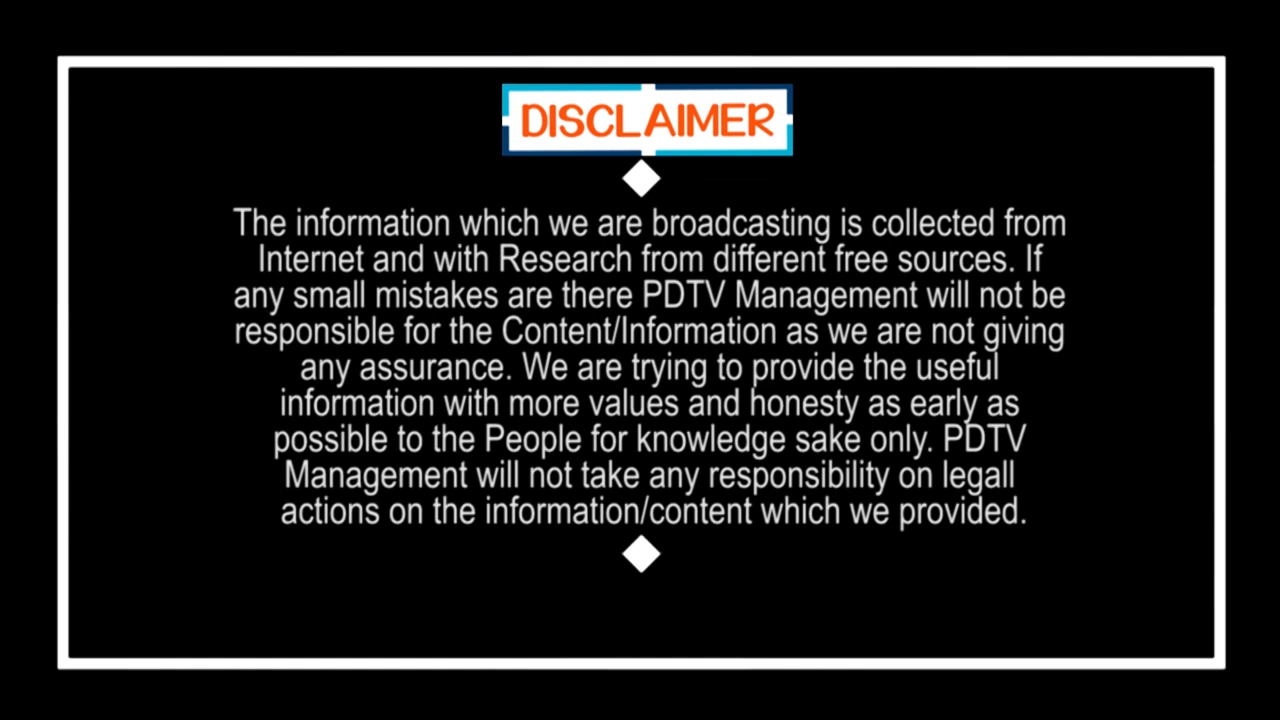 DISCLAIMER
The information which we are broadcasting is collected from
Internet and with Research from different free sources. If
any small mistakes are there PDTV Management will not be
responsible for the Content/Information as we are not giving
any assurance. We are trying to provide the useful
information with more values and honesty as early as
possible to the People for knowledge sake only. PDTV
Management will not take any responsibility on legall
actions on the information/content which we provided.